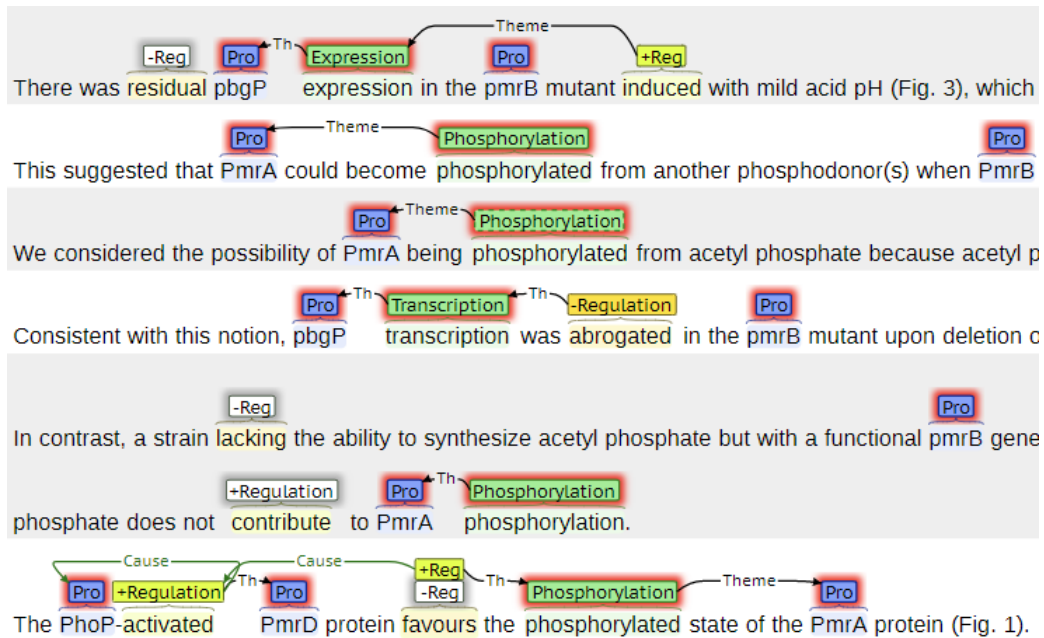 Theme
-Reg Pro Th Expression Pro +Reg
There was residual pbgP expression in the pmrB mutant induced with mild acid pH (Fig. 3), which
Theme
Pro Phosphorylation Pro
This suggested that PmrA could become phosphorylated from another phosphodonor(s) when PmrB
Pro Theme Phosphorylation
We considered the possibility of PmrA being phosphorylated from acetyl phosphate because acetyl p
Pro Th Transcription Th -Regulation Pro
Consistent with this notion, pbgP transcription was abrogated in the pmrB mutant upon deletion o
-Reg Pro
In contrast, a strain lacking the ability to synthesize acetyl phosphate but with a functional pmrB gene
+Regulation Pro Th Phosphorylation
phosphate does not contribute to PmrA phosphorylation.
Cause Cause
+Reg
Pro +Regulation Th Pro -Reg Th Phosphorylation Theme Pro
The PhoP-activated PmrD protein favours the phosphorylated state of the PmrA protein (Fig. 1).